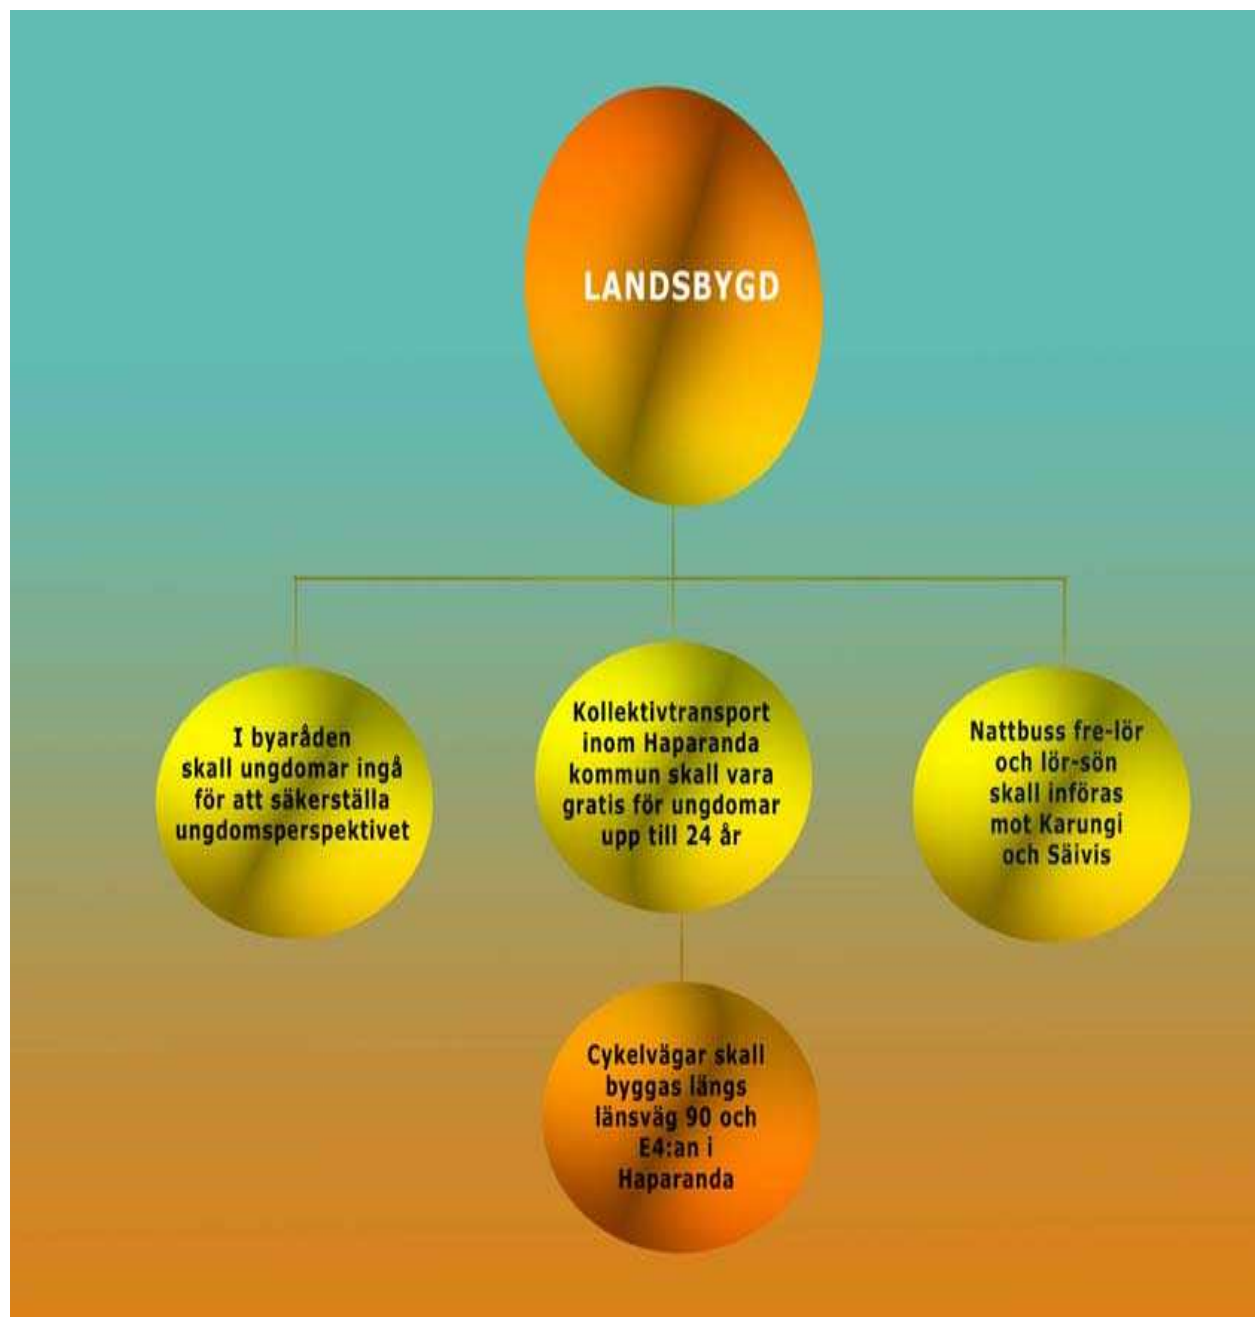 LANDSBYGD
I byaråden
skall ungdomar ingå
för att säkerställa
ungdomsperspektivet
Kollektivtransport
inom Haparanda
kommun skall vara
gratis för ungdomar
upp till 24 år
Nattbuss fre-lör
och lör-sön
skall införas
mot Karungi
och Säivis
Cykelvägar skall
byggas längs
länsväg 90 och
E4:an i
Haparanda